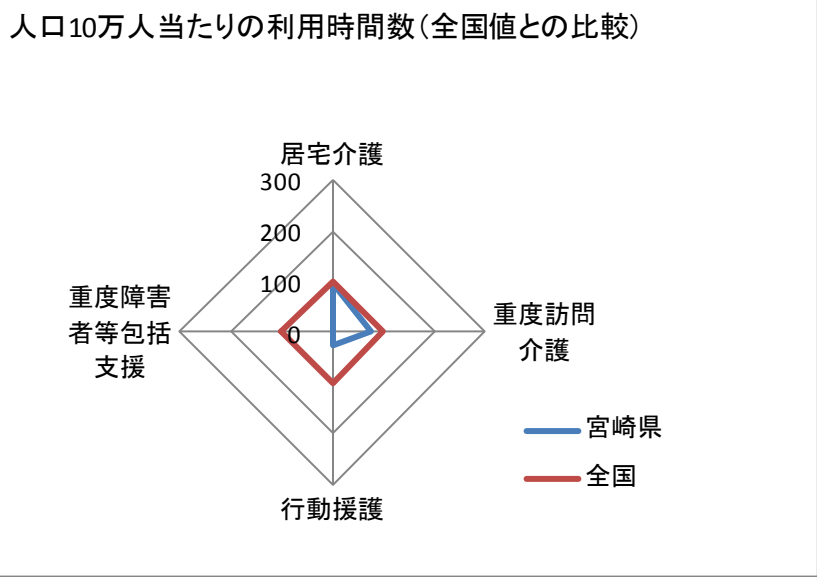 人口10万人当たりの利用時間数（全国値との比較）
居宅介護
300
200
100
0
重度障害
者等包括
支援
重度訪問
介護
行動援護
宮崎県
全国